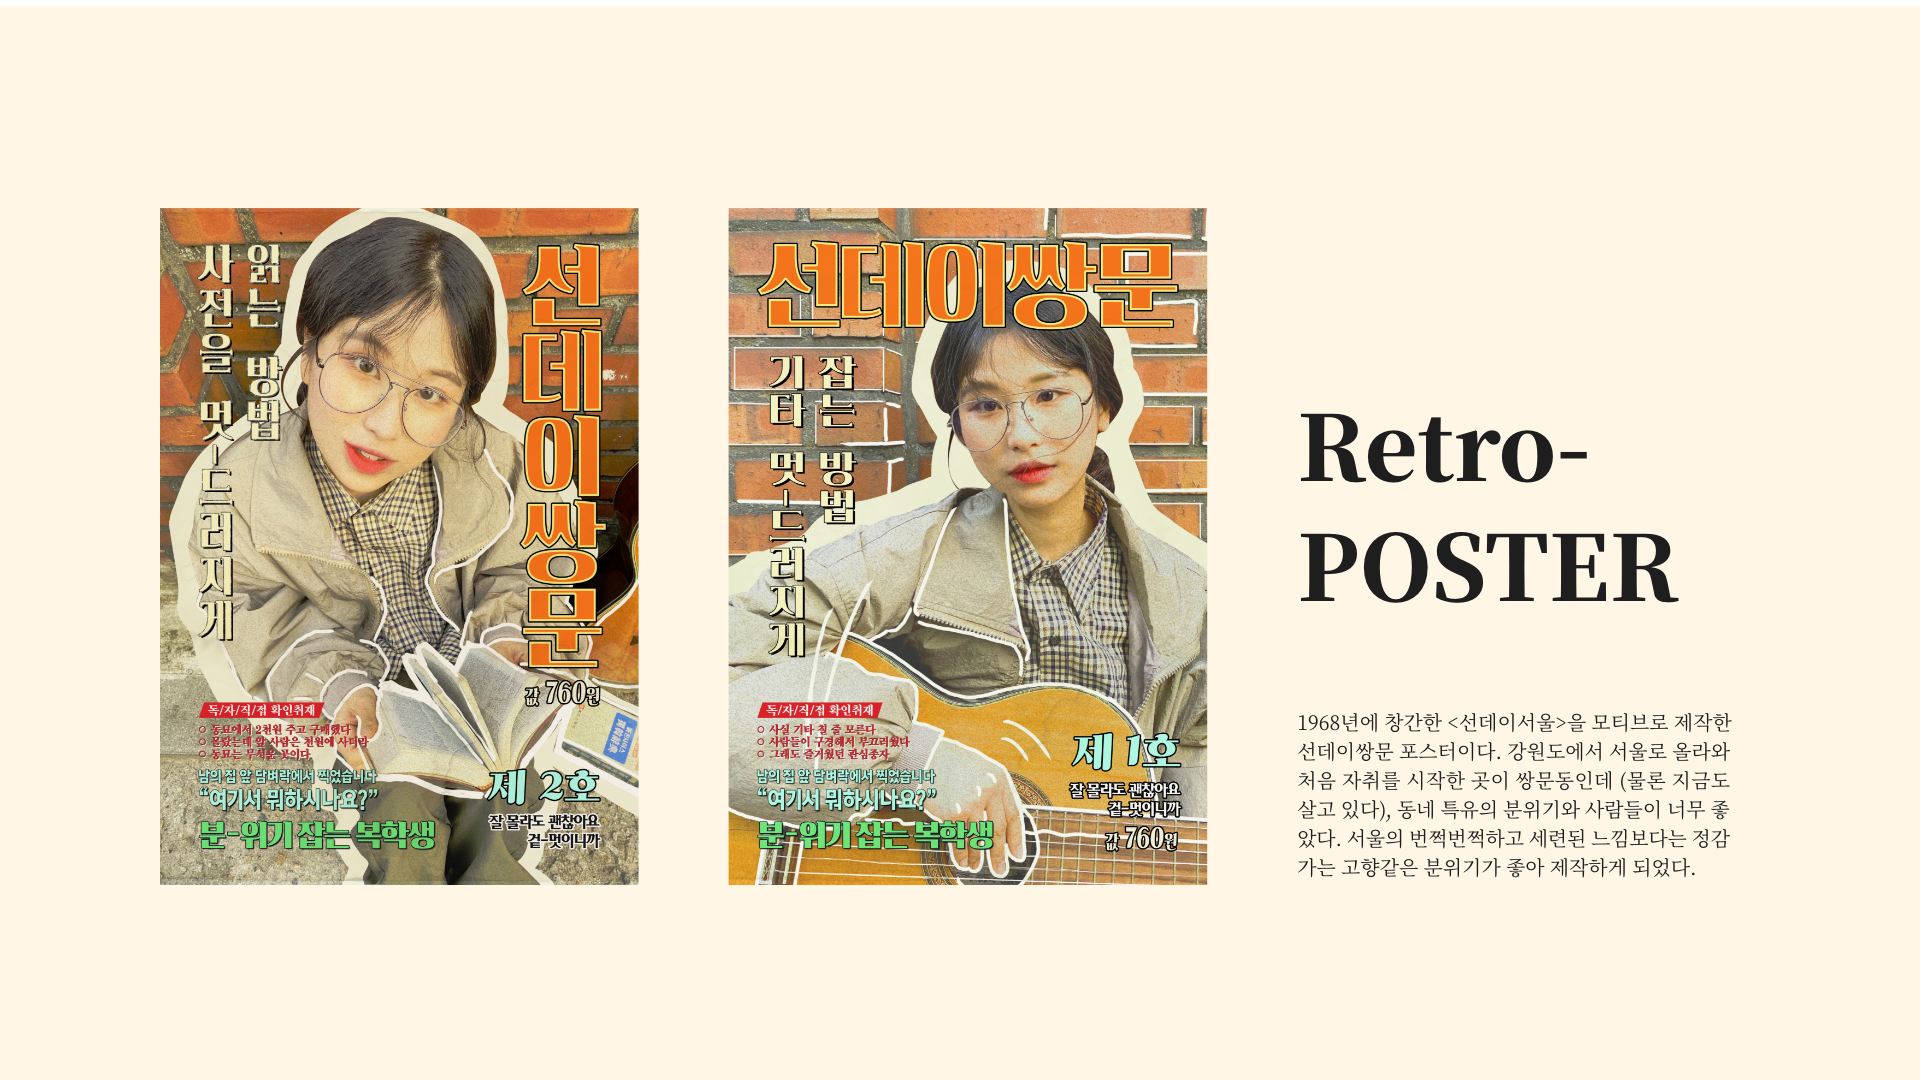 사전을 멋-드러지게
읽는 방법
선데이쌍문
값 760원
독/자/직/접 확인취재
○ 동묘에서 2천원 주고 구매했다
○ 몰랐는데 앞 사람은 천원에 사더라
○ 동묘는 무서운 곳이다
남의 집 앞 담벼락에서 찍었습니다
“여기서 뭐하시나요?”
분-위기 잡는 복학생
제 2호
잘 몰라도 괜찮아요
겉-멋이니까
선데이쌍문
기타 멋-드러지게
잡는 방법
독/자/직/접 확인취재
○ 사실 기타 칠 줄 모른다
○ 사람들이 구경해서 부끄러웠다
○ 그래도 즐거웠던 관심종자
남의 집 앞 담벼락에서 찍었습니다
“여기서 뭐하시나요?”
분-위기 잡는 복학생
제 1호
잘 몰라도 괜찮아요
겉-멋이니까
값 760원
Retro-
POSTER
1968년에 창간한 <선데이서울>을 모티브로 제작한
선데이쌍문 포스터이다. 강원도에서 서울로 올라와
처음 자취를 시작한 곳이 쌍문동인데 (물론 지금도
살고 있다), 동네 특유의 분위기와 사람들이 너무 좋
았다. 서울의 번쩍번쩍하고 세련된 느낌보다는 정감
가는 고향같은 분위기가 좋아 제작하게 되었다.